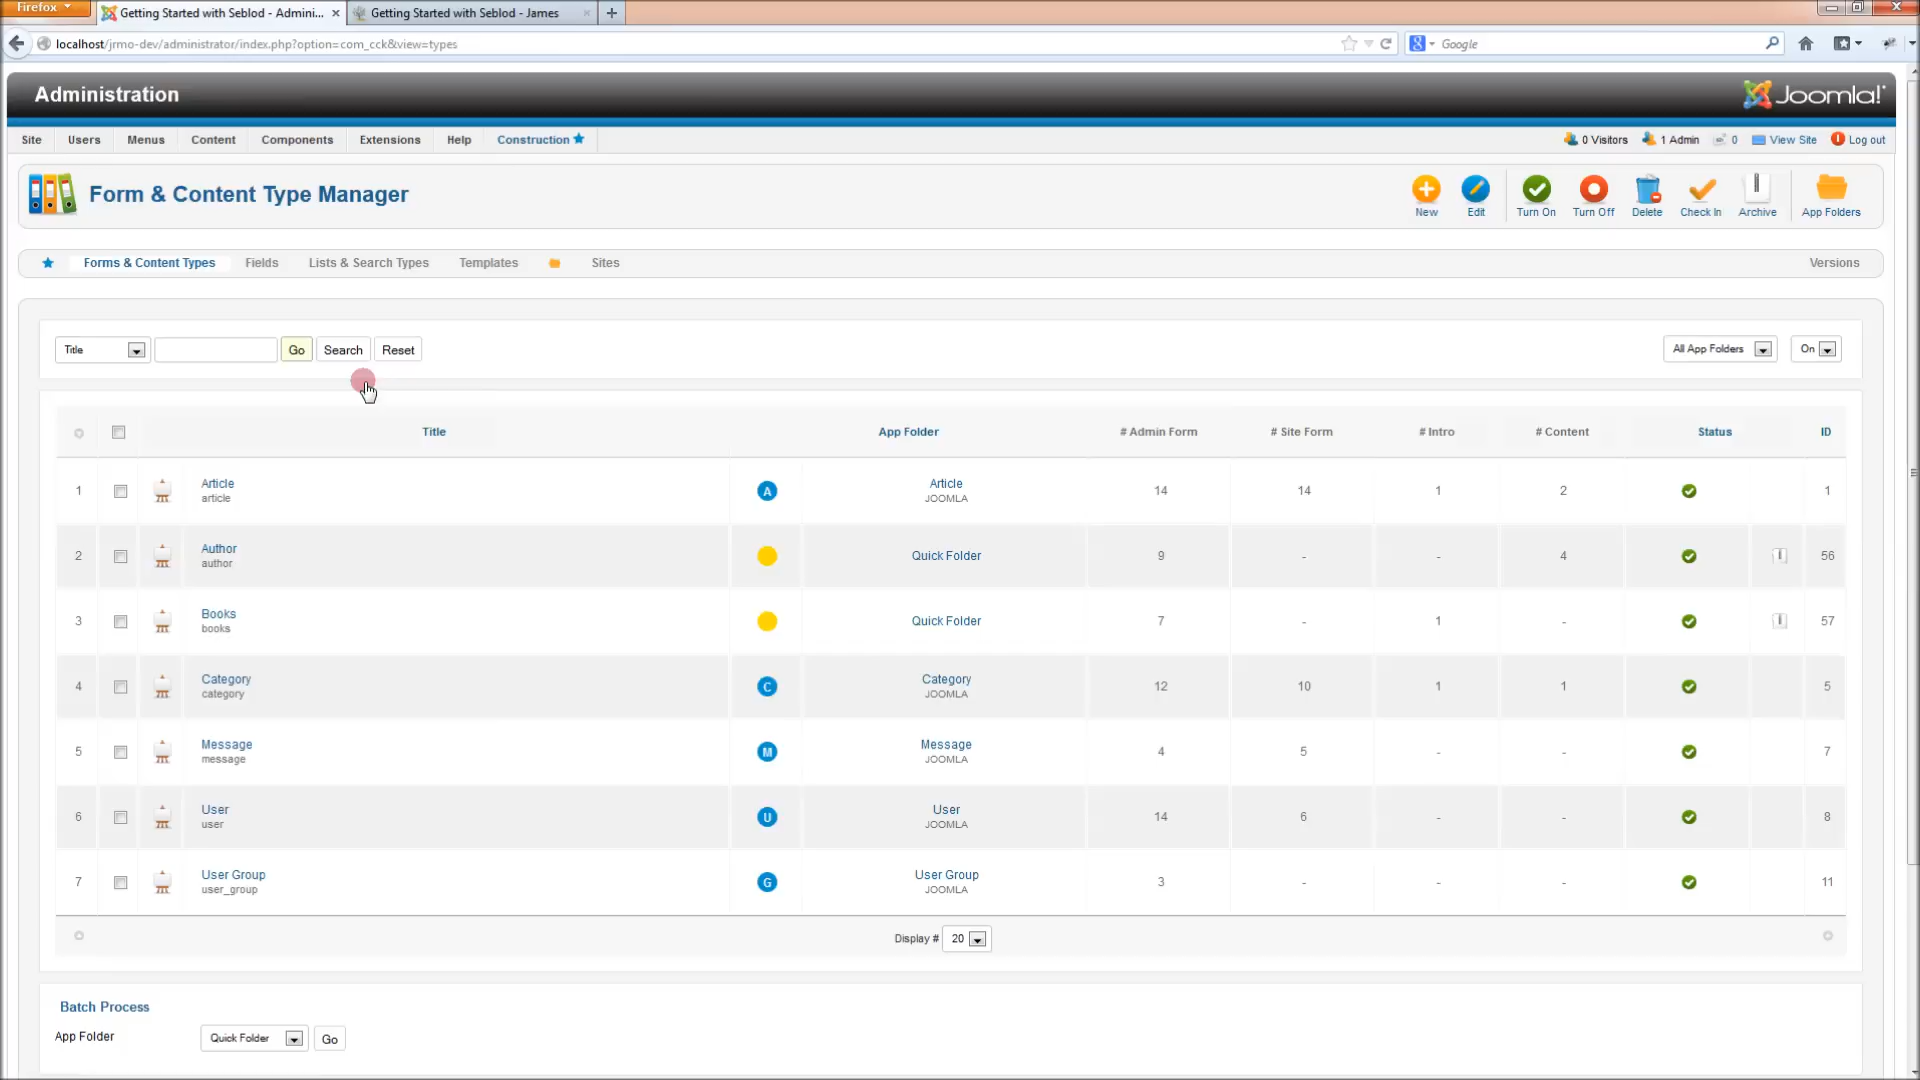 Firefox
Getting Started with Seblod - Admini...
Getting Started with Seblod - James
localhost/jrmo-dev/administrator/index.php?option=com_cck&view=types
Google
Administration
Joomla!
Site Users Menus Content Components Extensions Help Construction
0 Visitors 1 Admin 0 View Site Log out
Form & Content Type Manager
New Edit Turn On Turn Off Delete Check In Archive App Folders
Forms & Content Types Fields Lists & Search Types Templates Sites Versions
Title Go Search Reset All App Folders On
Title App Folder # Admin Form # Site Form # Intro # Content Status ID
1 Article A Article 14 14 1 2 1
article JOOMLA
2 Author Quick Folder 9 - - 4 56
author
3 Books Quick Folder 7 - 1 - 57
books
4 Category C Category 12 10 1 1 5
category JOOMLA
5 Message M Message 4 5 - - 7
message JOOMLA
6 User U User 14 6 - - 8
user JOOMLA
7 User Group G User Group 3 - - - 11
user_group JOOMLA
Display # 20
Batch Process
App Folder Quick Folder Go